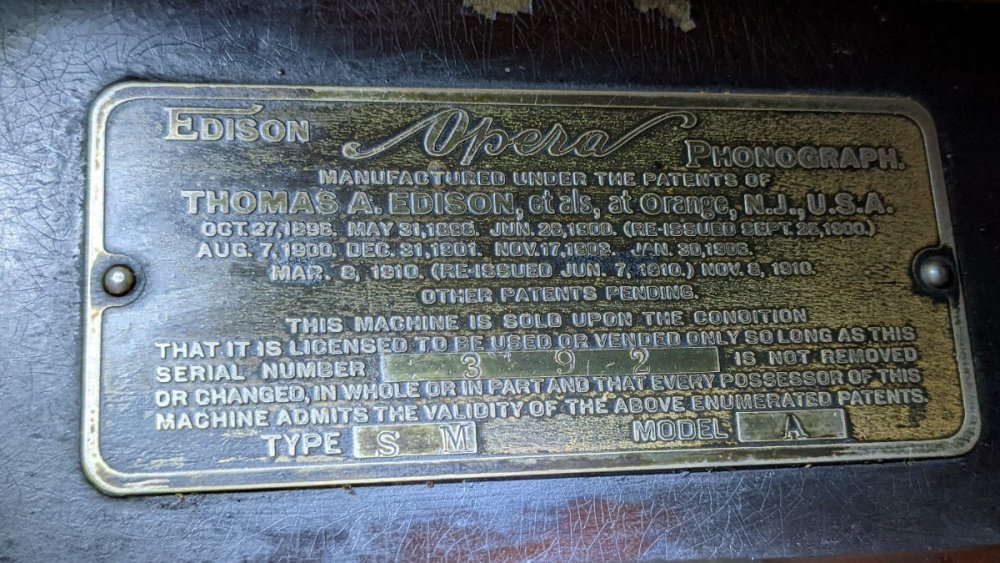 EDISON Opera PHONOGRAPH.
MANUFACTURED UNDER THE PATENTS OF
THOMAS A. EDISON, et als, at Orange, N.J., U.S.A.
OCT. 27, 1896. MAY 31, 1898. JUN. 26, 1900. (RE-ISSUED SEPT. 25, 1900.)
AUG. 7, 1900. DEC. 31, 1901. NOV. 17, 1903. JAN. 30, 1906.
MAR. 8, 1910. (RE-ISSUED JUN. 7, 1910.) NOV. 8, 1910.
OTHER PATENTS PENDING.
THIS MACHINE IS SOLD UPON THE CONDITION
THAT IT IS LICENSED TO BE USED OR VENDED ONLY SO LONG AS THIS
SERIAL NUMBER 392 IS NOT REMOVED
OR CHANGED, IN WHOLE OR IN PART AND THAT EVERY POSSESSOR OF THIS
MACHINE ADMITS THE VALIDITY OF THE ABOVE ENUMERATED PATENTS.
TYPE SM MODEL A